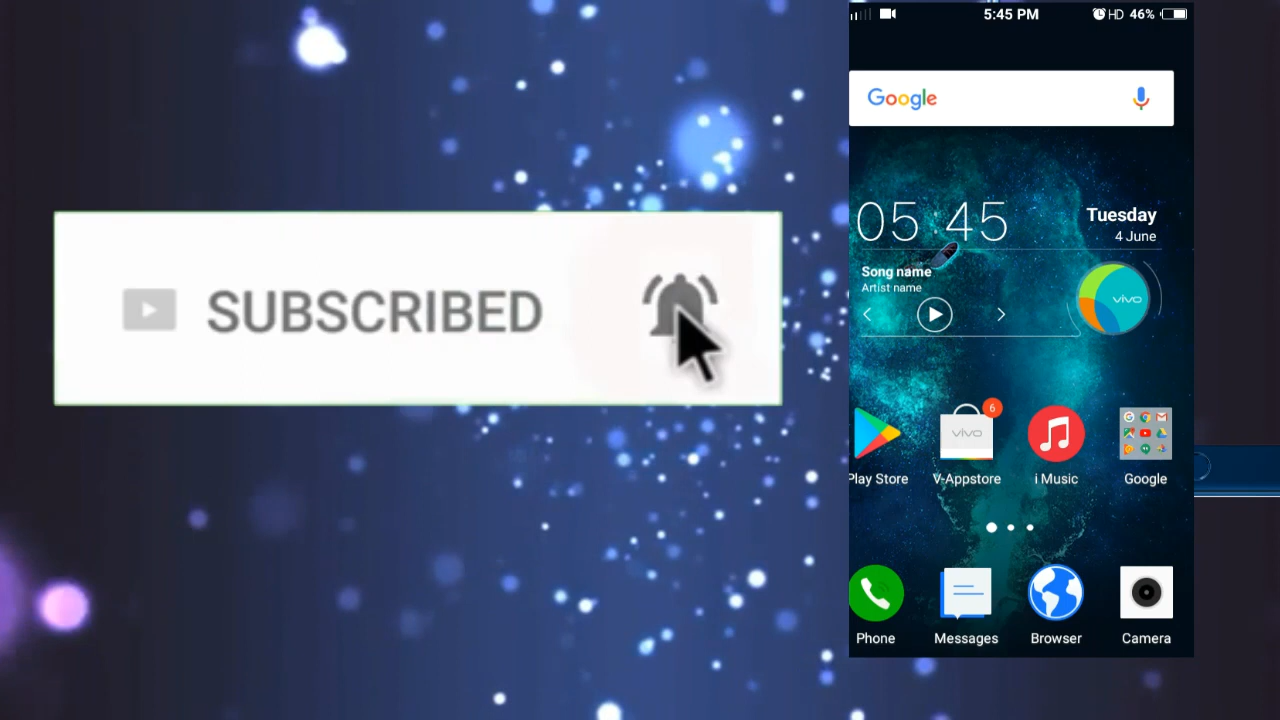 SUBSCRIBED
5:45 PM
HD 46%
Google
05 45
Tuesday
4 June
Song name
Artist name
vivo
6
vivo
Play Store
V-Appstore
i Music
Google
Phone
Messages
Browser
Camera